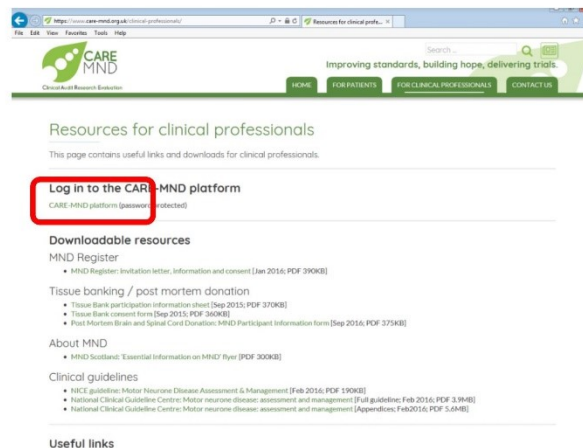 https://www.care-mnd.org.uk/clinical-professionals/
Resources for clinical profe...
File Edit View Favorites Tools Help
CARE
MND
Clinical Audit Research Evaluation
Search ...
Improving standards, building hope, delivering trials.
HOME FOR PATIENTS FOR CLINICAL PROFESSIONALS CONTACT US
Resources for clinical professionals
This page contains useful links and downloads for clinical professionals.
Log in to the CARE-MND platform
CARE-MND platform (password protected)
Downloadable resources
MND Register
• MND Register: invitation letter, information and consent [Jan 2016; PDF 390KB]
Tissue banking / post mortem donation
• Tissue Bank participation information sheet [Sep 2015; PDF 370KB]
• Tissue Bank consent form [Sep 2015; PDF 360KB]
• Post Mortem Brain and Spinal Cord Donation: MND Participant Information form [Sep 2016, PDF 375KB]
About MND
• MND Scotland: 'Essential Information on MND' flyer [PDF 300KB]
Clinical guidelines
• NICE guideline: Motor Neurone Disease Assessment & Management [Feb 2016; PDF 190KB]
• National Clinical Guideline Centre: Motor neurone disease: assessment and management [Full guideline; Feb 2016; PDF 3.9MB]
• National Clinical Guideline Centre: Motor neurone disease: assessment and management [Appendices; Feb2016; PDF 5.6MB]
Useful links